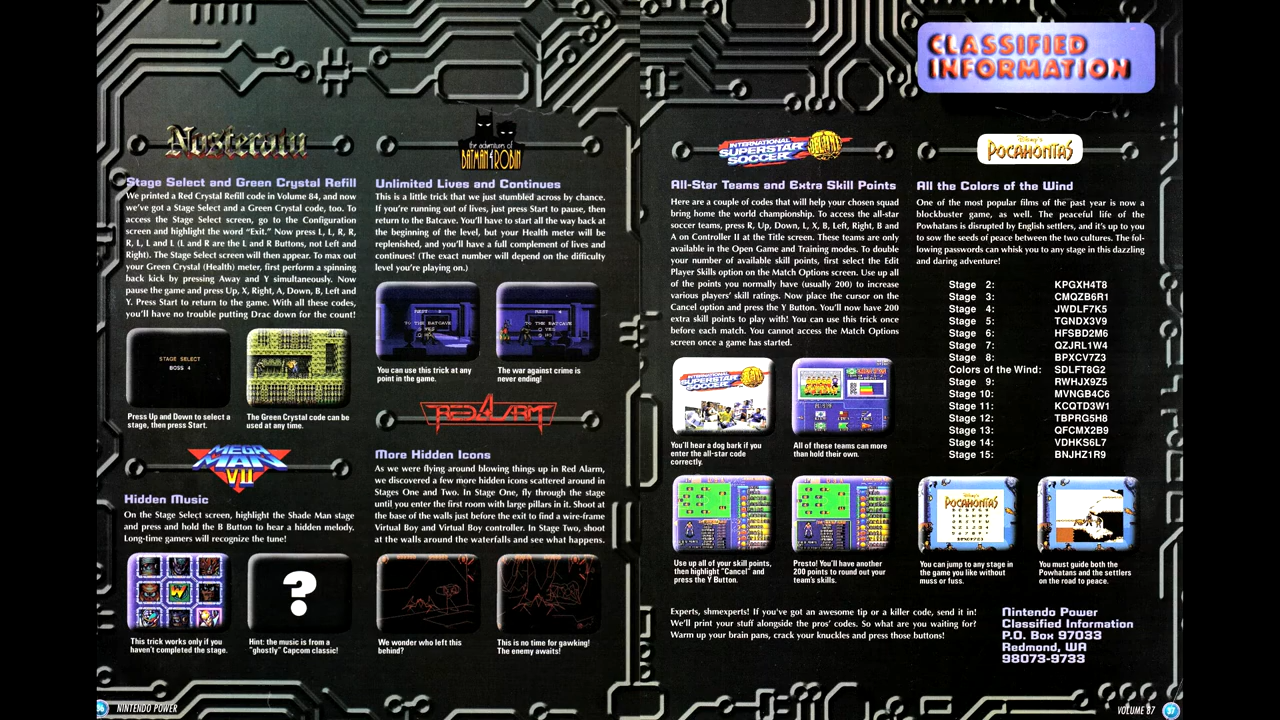 CLASSIFIED
INFORMATION
Nosferatu
Stage Select and Green Crystal Refill
We printed a Red Crystal Refill code in Volume 84, and now
we've got a Stage Select and a Green Crystal code, too. To
access the Stage Select screen, go to the Configuration
screen and highlight the word "Exit." Now press L, L, R, R,
R, L, L and L (L and R are the L and R Buttons, not Left and
Right). The Stage Select screen will then appear. To max out
your Green Crystal (Health) meter, first perform a spinning
back kick by pressing Away and Y simultaneously. Now
pause the game and press Up, X, Right, A, Down, B, Left and
Y. Press Start to return to the game. With all these codes,
you'll have no trouble putting Drac down for the count!
STAGE SELECT
BOSS 4
Press Up and Down to select a
stage, then press Start.
The Green Crystal code can be
used at any time.
MEGA
MAN
VII
Hidden Music
On the Stage Select screen, highlight the Shade Man stage
and press and hold the B Button to hear a hidden melody.
Long-time gamers will recognize the tune!
?
This trick works only if you
haven't completed the stage.
Hint: the music is from a
"ghostly" Capcom classic!
the adventures of
BATMAN & ROBIN
Unlimited Lives and Continues
This is a little trick that we just stumbled across by chance.
If you're running out of lives, just press Start to pause, then
return to the Batcave. You'll have to start all the way back at
the beginning of the level, but your Health meter will be
replenished, and you'll have a full complement of lives and
continues! (The exact number will depend on the difficulty
level you're playing on.)
REST 4
TO THE BATCAVE
YES
NO
You can use this trick at any
point in the game.
The war against crime is
never ending!
RED ALARM
More Hidden Icons
As we were flying around blowing things up in Red Alarm,
we discovered a few more hidden icons scattered around in
Stages One and Two. In Stage One, fly through the stage
until you enter the first room with large pillars in it. Shoot at
the base of the walls just before the exit to find a wire-frame
Virtual Boy and Virtual Boy controller. In Stage Two, shoot
at the walls around the waterfalls and see what happens.
We wonder who left this
behind?
This is no time for gawking!
The enemy awaits!
INTERNATIONAL
SUPERSTAR
SOCCER DELUXE
All-Star Teams and Extra Skill Points
Here are a couple of codes that will help your chosen squad
bring home the world championship. To access the all-star
soccer teams, press R, Up, Down, L, X, B, Left, Right, B and
A on Controller II at the Title screen. These teams are only
available in the Open Game and Training modes. To double
your number of available skill points, first select the Edit
Player Skills option on the Match Options screen. Use up all
of the points you normally have (usually 200) to increase
various players' skill ratings. Now place the cursor on the
Cancel option and press the Y Button. You'll now have 200
extra skill points to play with! You can use this trick once
before each match. You cannot access the Match Options
screen once a game has started.
You'll hear a dog bark if you
enter the all-star code
correctly.
All of these teams can more
than hold their own.
Use up all of your skill points,
then highlight "Cancel" and
press the Y Button.
Presto! You'll have another
200 points to round out your
team's skills.
Disney's
POCAHONTAS
All the Colors of the Wind
One of the most popular films of the past year is now a
blockbuster game, as well. The peaceful life of the
Powhatans is disrupted by English settlers, and it's up to you
to sow the seeds of peace between the two cultures. The fol-
lowing passwords can whisk you to any stage in this dazzling
and daring adventure!
Stage 2: KPGXH4T8
Stage 3: CMQZB6R1
Stage 4: JWDLF7K5
Stage 5: TGNDX3V9
Stage 6: HFSBD2M6
Stage 7: QZJRL1W4
Stage 8: BPXCV7Z3
Colors of the Wind: SDLFT8G2
Stage 9: RWHJX9Z5
Stage 10: MVNGB4C6
Stage 11: KCQTD3W1
Stage 12: TBPRG5H8
Stage 13: QFCMX2B9
Stage 14: VDHKS6L7
Stage 15: BNJHZ1R9
POCAHONTAS
You can jump to any stage in
the game you like without
muss or fuss.
You must guide both the
Powhatans and the settlers
on the road to peace.
Experts, shmexperts! If you've got an awesome tip or a killer code, send it in!
We'll print your stuff alongside the pros' codes. So what are you waiting for?
Warm up your brain pans, crack your knuckles and press those buttons!
Nintendo Power
Classified Information
P.O. Box 97033
Redmond, WA
98073-9733
NINTENDO POWER
VOLUME 87 37